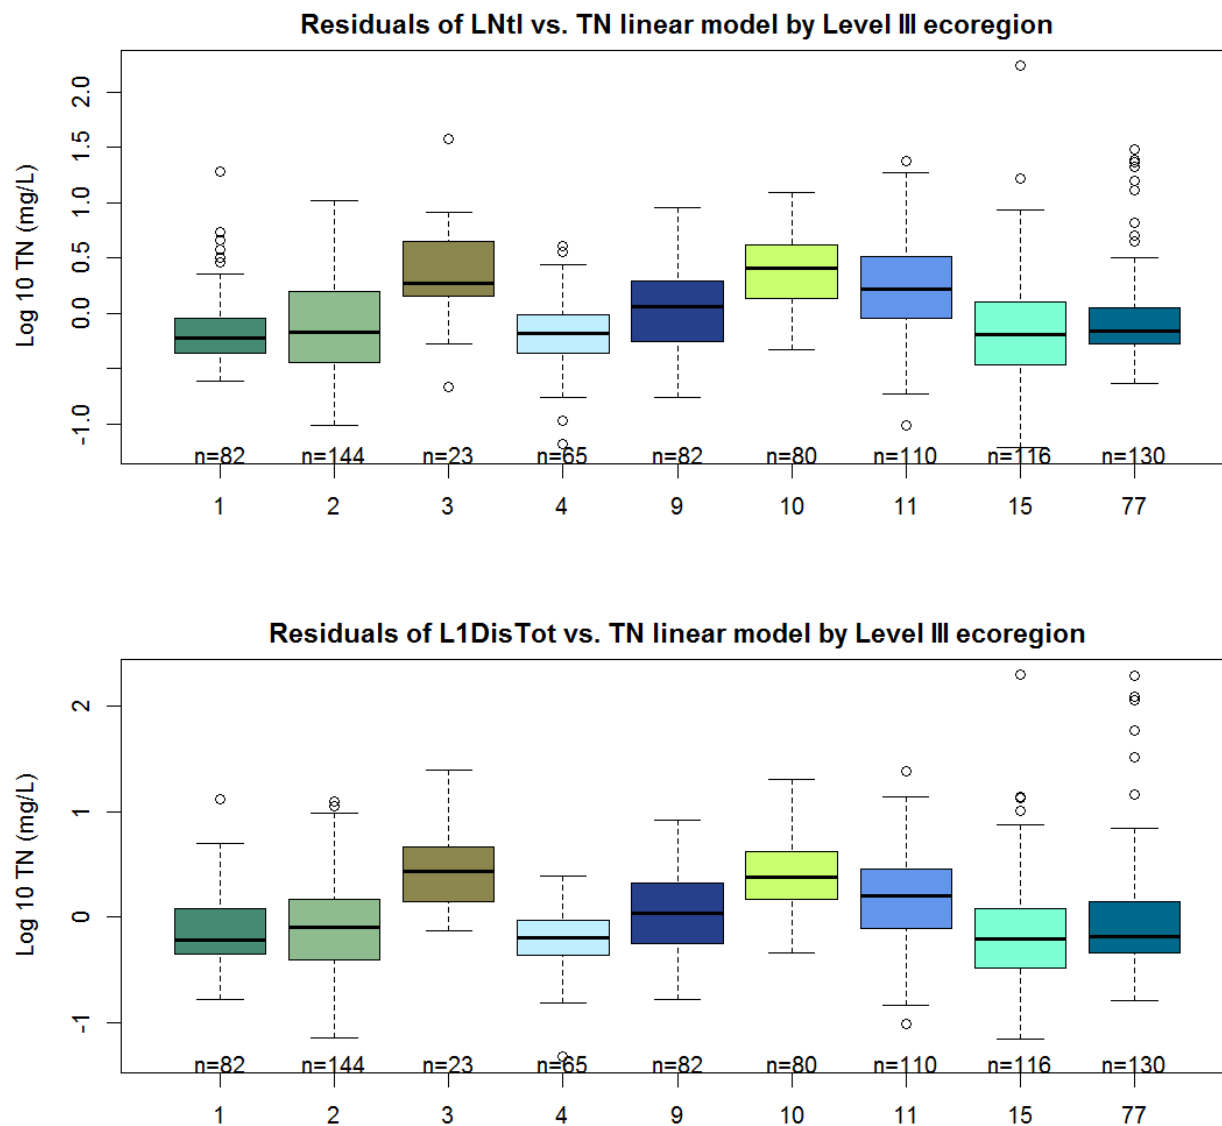 Residuals of LNtl vs. TN linear model by Level III ecoregion
Log 10 TN (mg/L)
2.0
1.5
1.0
0.5
0.0
-1.0
n=82 n=144 n=23 n=65 n=82 n=80 n=110 n=116 n=130
1 2 3 4 9 10 11 15 77
Residuals of L1DisTot vs. TN linear model by Level III ecoregion
Log 10 TN (mg/L)
2
1
0
-1
n=82 n=144 n=23 n=65 n=82 n=80 n=110 n=116 n=130
1 2 3 4 9 10 11 15 77